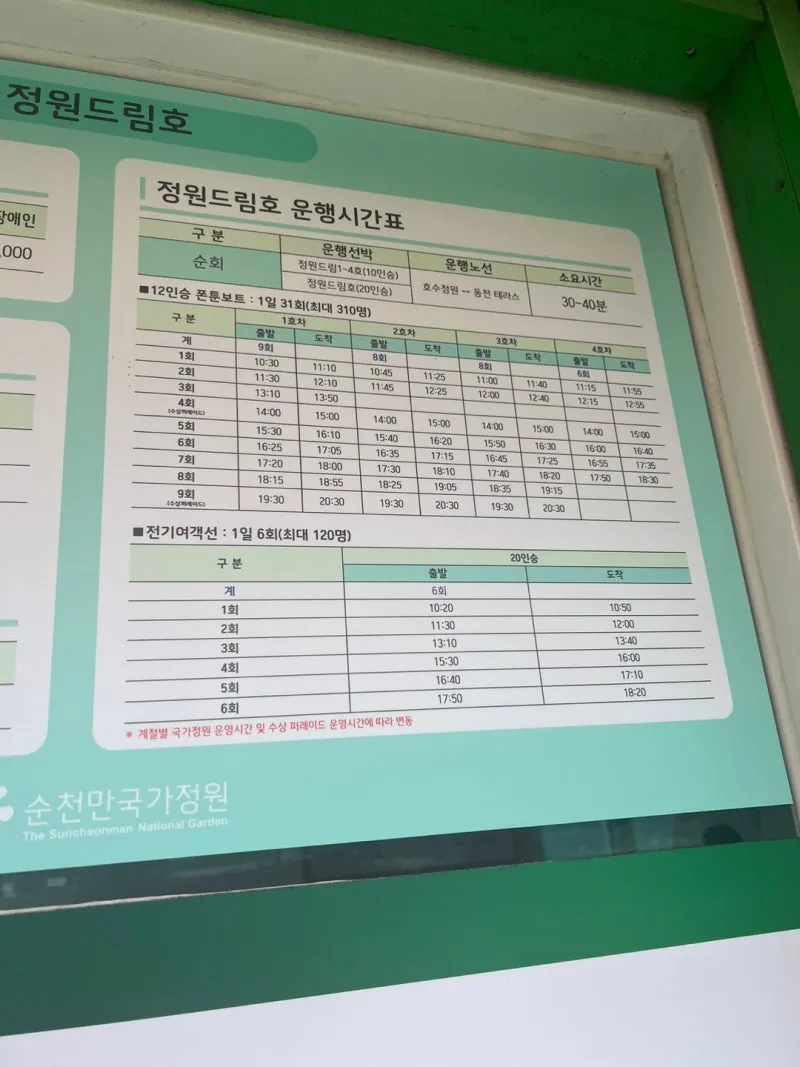 정원드림호
장애인
,000
정원드림호 운행시간표
구 분 운행선박 운행노선 소요시간
순회 정원드림1~4호(10인승) 호수정원 ↔ 동천 테라스 30~40분
정원드림호(20인승)
■12인승 폰툰보트 : 1일 31회(최대 310명)
구 분 1호차 2호차 3호차 4호차
출발 도착 출발 도착 출발 도착 출발 도착
계 9회 8회 8회 6회
1회 10:30 11:10 10:45 11:25 11:00 11:40 11:15 11:55
2회 11:30 12:10 11:45 12:25 12:00 12:40 12:15 12:55
3회 13:10 13:50
4회 14:00 15:00 14:00 15:00 14:00 15:00 14:00 15:00
(수상퍼레이드)
5회 15:30 16:10 15:40 16:20 15:50 16:30 16:00 16:40
6회 16:25 17:05 16:35 17:15 16:45 17:25 16:55 17:35
7회 17:20 18:00 17:30 18:10 17:40 18:20 17:50 18:30
8회 18:15 18:55 18:25 19:05 18:35 19:15
9회 19:30 20:30 19:30 20:30 19:30 20:30
(수상퍼레이드)
■전기여객선 : 1일 6회(최대 120명)
구 분 20인승
출발 도착
계 6회
1회 10:20 10:50
2회 11:30 12:00
3회 13:10 13:40
4회 15:30 16:00
5회 16:40 17:10
6회 17:50 18:20
※ 계절별 국가정원 운영시간 및 수상 퍼레이드 운영시간에 따라 변동
순천만국가정원
The Suncheonman National Garden